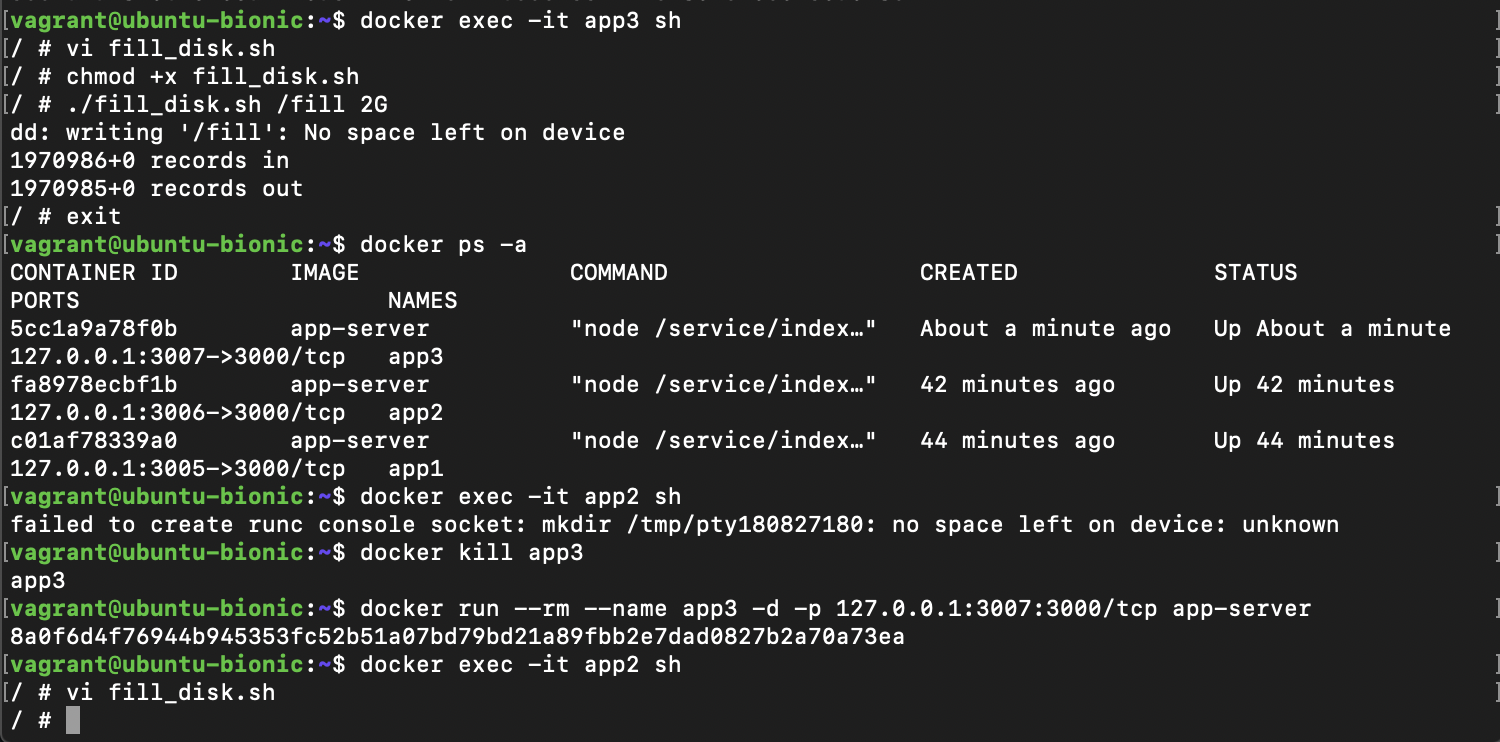 [vagrant@ubuntu-bionic:~$ docker exec -it app3 sh ]
[/ # vi fill_disk.sh ]
[/ # chmod +x fill_disk.sh ]
[/ # ./fill_disk.sh /fill 2G ]
dd: writing '/fill': No space left on device
1970986+0 records in
1970985+0 records out
[/ # exit ]
[vagrant@ubuntu-bionic:~$ docker ps -a ]
CONTAINER ID        IMAGE               COMMAND                  CREATED              STATUS
PORTS                      NAMES
5cc1a9a78f0b        app-server          "node /service/index…"   About a minute ago   Up About a minute
127.0.0.1:3007->3000/tcp   app3
fa8978ecbf1b        app-server          "node /service/index…"   42 minutes ago       Up 42 minutes
127.0.0.1:3006->3000/tcp   app2
c01af78339a0        app-server          "node /service/index…"   44 minutes ago       Up 44 minutes
127.0.0.1:3005->3000/tcp   app1
[vagrant@ubuntu-bionic:~$ docker exec -it app2 sh ]
failed to create runc console socket: mkdir /tmp/pty180827180: no space left on device: unknown
[vagrant@ubuntu-bionic:~$ docker kill app3 ]
app3
[vagrant@ubuntu-bionic:~$ docker run --rm --name app3 -d -p 127.0.0.1:3007:3000/tcp app-server ]
8a0f6d4f76944b945353fc52b51a07bd79bd21a89fbb2e7dad0827b2a70a73ea
[vagrant@ubuntu-bionic:~$ docker exec -it app2 sh ]
[/ # vi fill_disk.sh ]
/ #